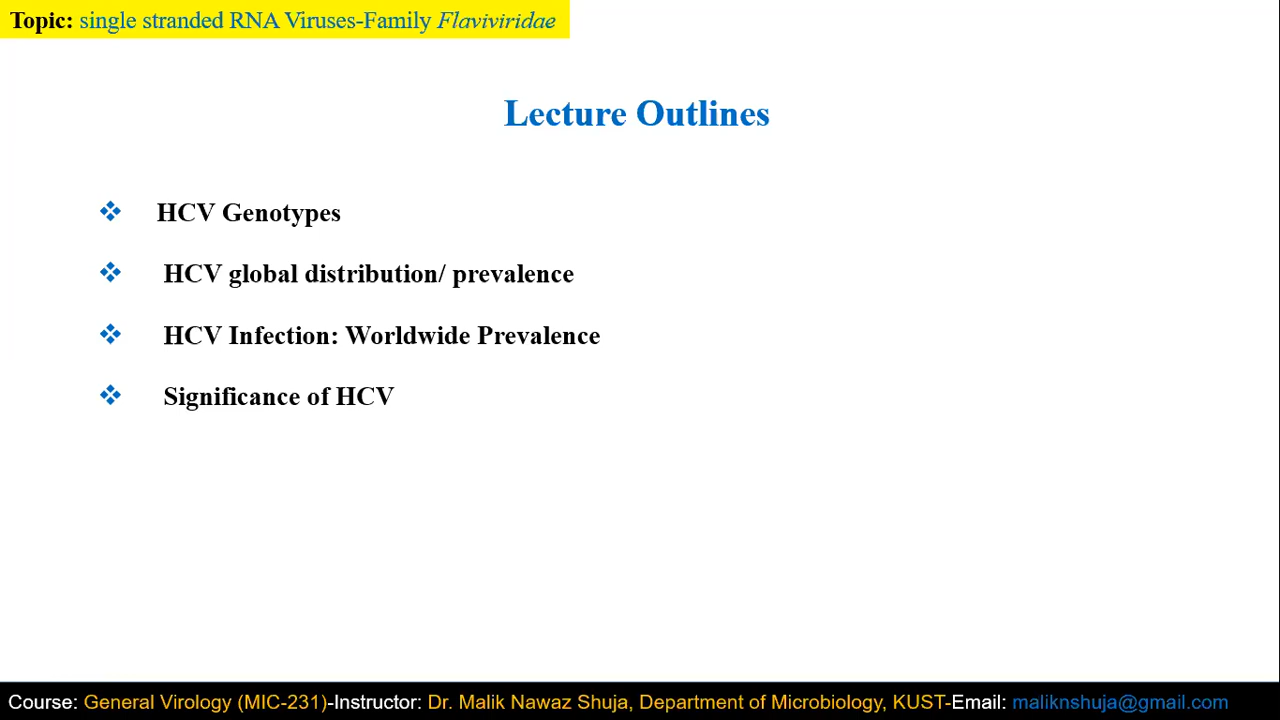 Topic: single stranded RNA Viruses-Family Flaviviridae
Lecture Outlines
❖ HCV Genotypes
❖ HCV global distribution/ prevalence
❖ HCV Infection: Worldwide Prevalence
❖ Significance of HCV
Course: General Virology (MIC-231)-Instructor: Dr. Malik Nawaz Shuja, Department of Microbiology, KUST-Email: maliknshuja@gmail.com